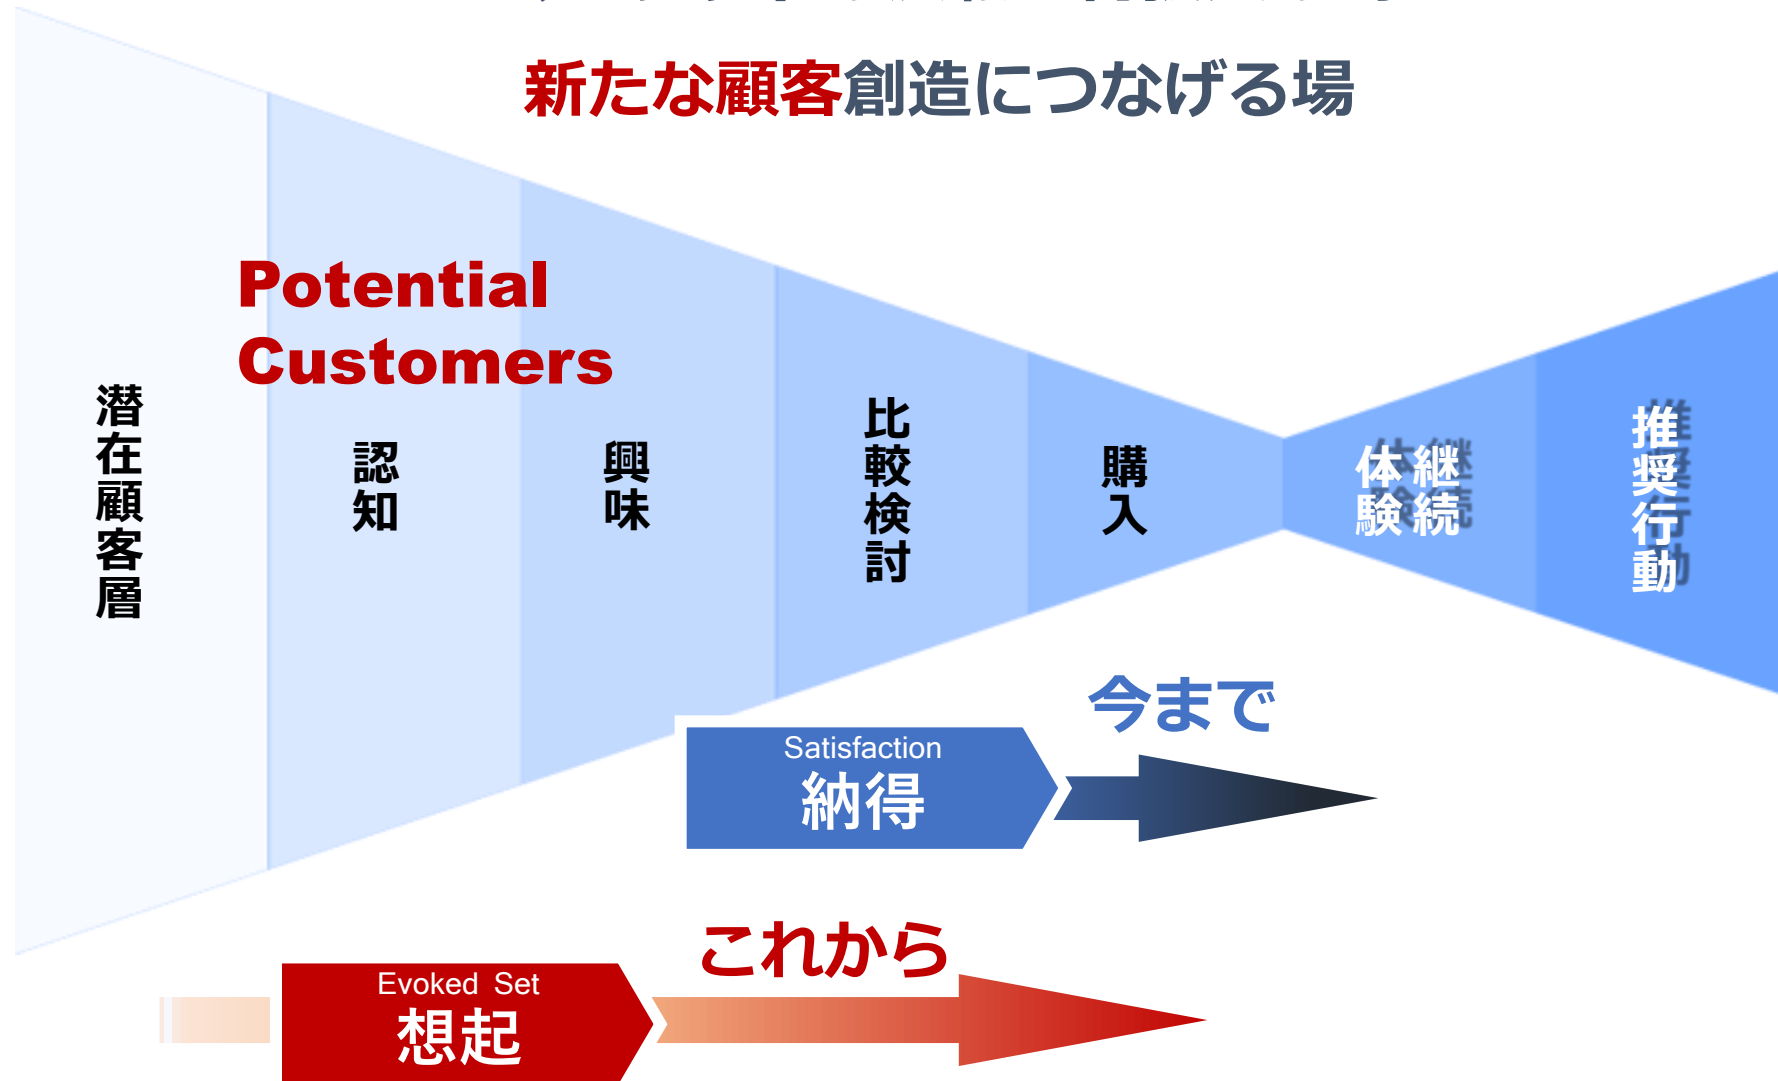 新たな顧客創造につなげる場
Potential
Customers
潜在顧客層
認知
興味
比較検討
購入
継続
体験
推奨行動
今まで
Satisfaction
納得
これから
Evoked Set
想起